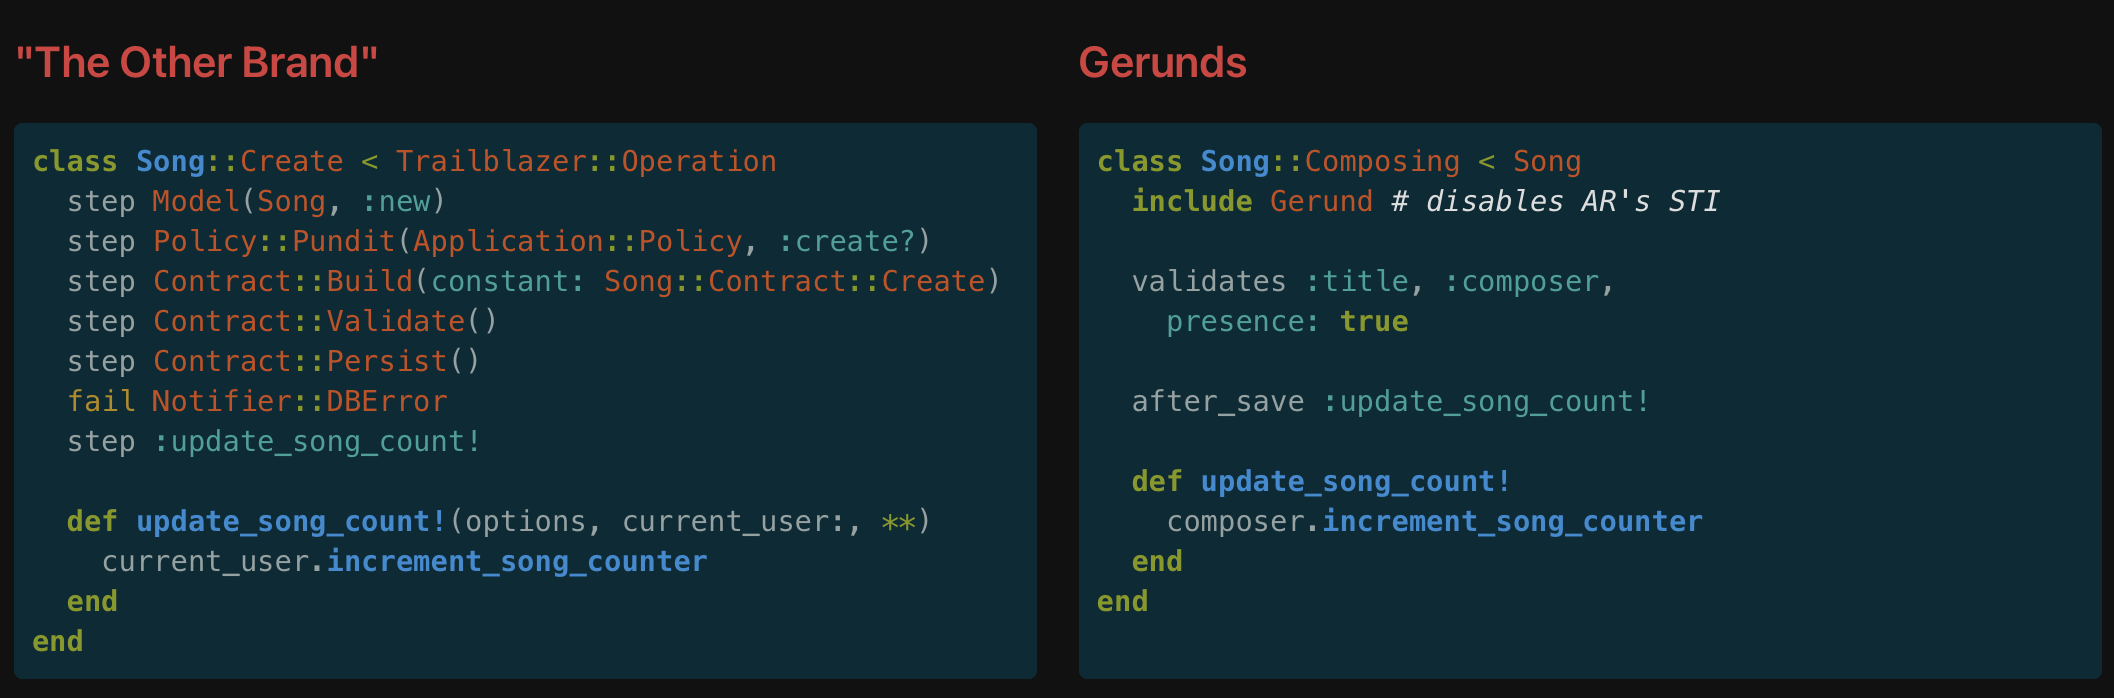 "The Other Brand"
class Song::Create < Trailblazer::Operation
  step Model(Song, :new)
  step Policy::Pundit(Application::Policy, :create?)
  step Contract::Build(constant: Song::Contract::Create)
  step Contract::Validate()
  step Contract::Persist()
  fail Notifier::DBError
  step :update_song_count!

  def update_song_count!(options, current_user:, **)
    current_user.increment_song_counter
  end
end

Gerunds
class Song::Composing < Song
  include Gerund # disables AR's STI

  validates :title, :composer,
    presence: true

  after_save :update_song_count!

  def update_song_count!
    composer.increment_song_counter
  end
end